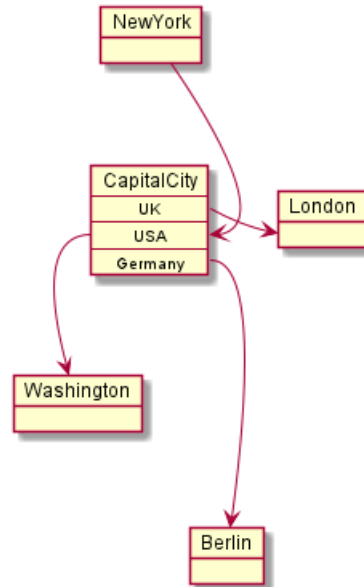 NewYork
CapitalCity
UK
USA
Germany
London
Washington
Berlin